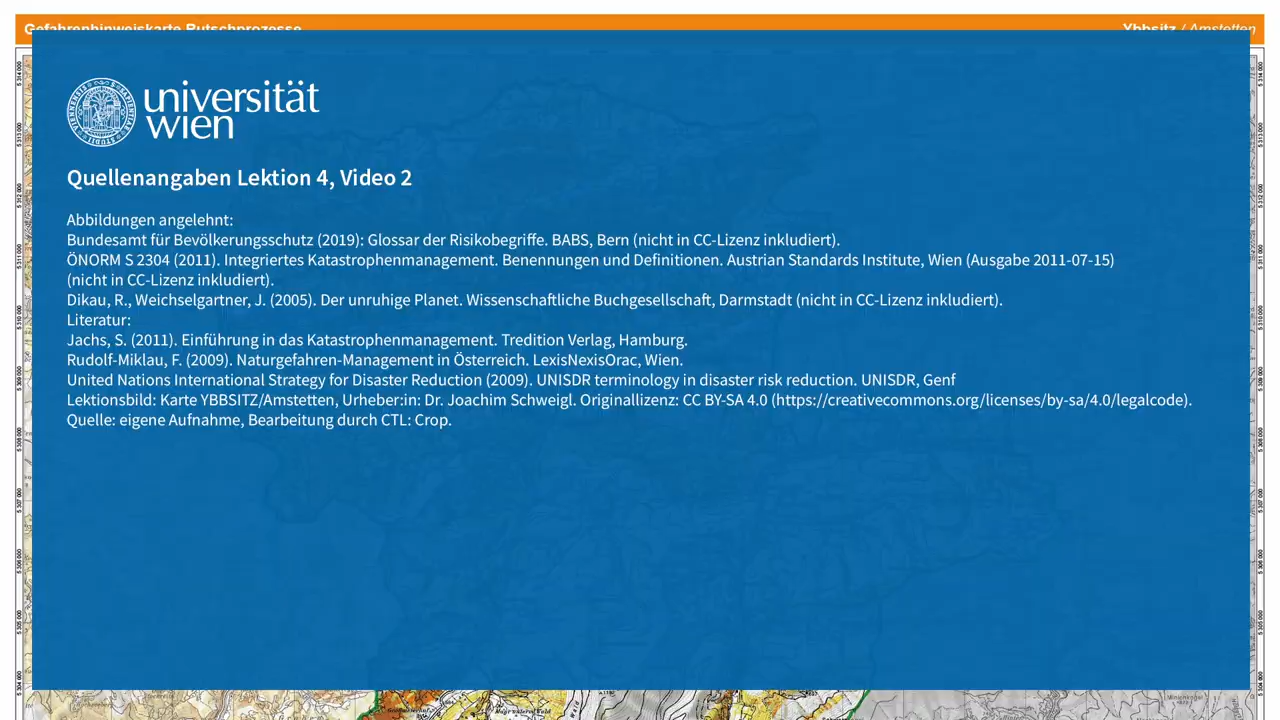 Gefahrenhinweiskarte Rutschprozesse
Ybbsitz / Amstetten
universität
wien
Quellenangaben Lektion 4, Video 2
Abbildungen angelehnt:
Bundesamt für Bevölkerungsschutz (2019): Glossar der Risikobegriffe. BABS, Bern (nicht in CC-Lizenz inkludiert).
ÖNORM S 2304 (2011). Integriertes Katastrophenmanagement. Benennungen und Definitionen. Austrian Standards Institute, Wien (Ausgabe 2011-07-15)
(nicht in CC-Lizenz inkludiert).
Dikau, R., Weichselgartner, J. (2005). Der unruhige Planet. Wissenschaftliche Buchgesellschaft, Darmstadt (nicht in CC-Lizenz inkludiert).
Literatur:
Jachs, S. (2011). Einführung in das Katastrophenmanagement. Tredition Verlag, Hamburg.
Rudolf-Miklau, F. (2009). Naturgefahren-Management in Österreich. LexisNexisOrac, Wien.
United Nations International Strategy for Disaster Reduction (2009). UNISDR terminology in disaster risk reduction. UNISDR, Genf
Lektionsbild: Karte YBBSITZ/Amstetten, Urheber:in: Dr. Joachim Schweigl. Originallizenz: CC BY-SA 4.0 (https://creativecommons.org/licenses/by-sa/4.0/legalcode).
Quelle: eigene Aufnahme, Bearbeitung durch CTL: Crop.